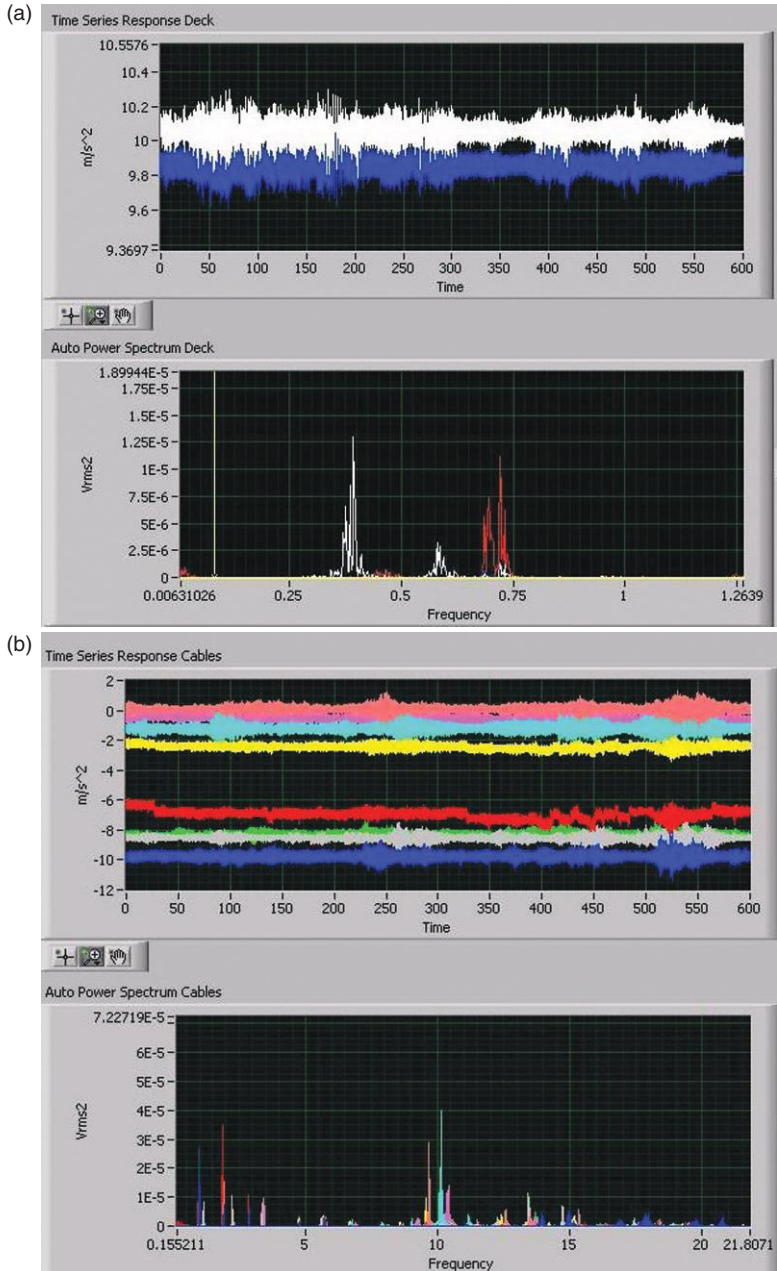 (a)
Time Series Response Deck
10.5576
10.4
10.2
10
9.8
9.6
9.3697
m/s^2
0 50 100 150 200 250 300 350 400 450 500 550 600
Time
Auto Power Spectrum Deck
1.89944E-5
1.75E-5
1.5E-5
1.25E-5
1E-5
7.5E-6
5E-6
2.5E-6
0
Vrms2
0.00631026 0.25 0.5 0.75 1 1.2639
Frequency
(b)
Time Series Response Cables
2
0
-2
-4
-6
-8
-10
-12
m/s^2
0 50 100 150 200 250 300 350 400 450 500 550 600
Time
Auto Power Spectrum Cables
7.22719E-5
6E-5
5E-5
4E-5
3E-5
2E-5
1E-5
0
Vrms2
0.155211 5 10 15 20 21.8071
Frequency